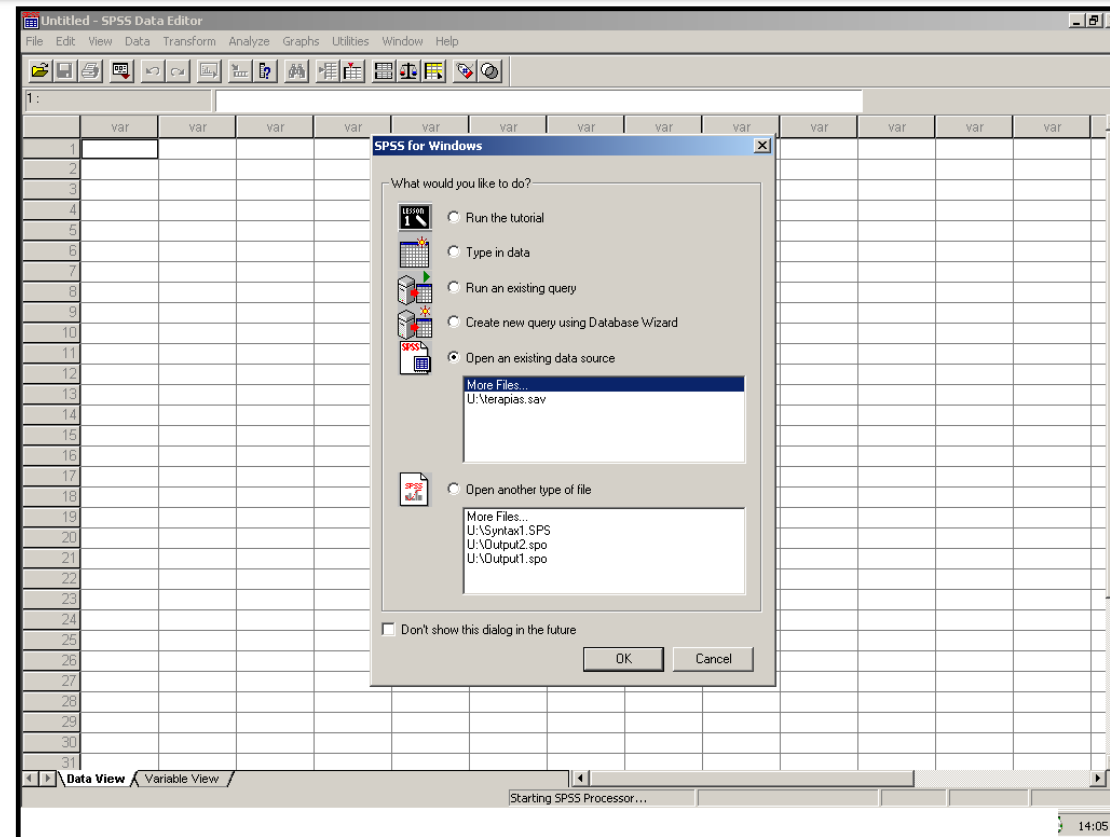 Untitled - SPSS Data Editor
File Edit View Data Transform Analyze Graphs Utilities Window Help
1 :
var var var var var var var var var var var var var
SPSS for Windows
What would you like to do?
LESSON 1
Run the tutorial
Type in data
Run an existing query
Create new query using Database Wizard
SPSS
Open an existing data source
More Files...
U:\terapias.sav
SPSS
Open another type of file
More Files...
U:\Syntax1.SPS
U:\Output2.spo
U:\Output1.spo
Don't show this dialog in the future
OK Cancel
1
2
3
4
5
6
7
8
9
10
11
12
13
14
15
16
17
18
19
20
21
22
23
24
25
26
27
28
29
30
31
Data View Variable View
Starting SPSS Processor...
14:05